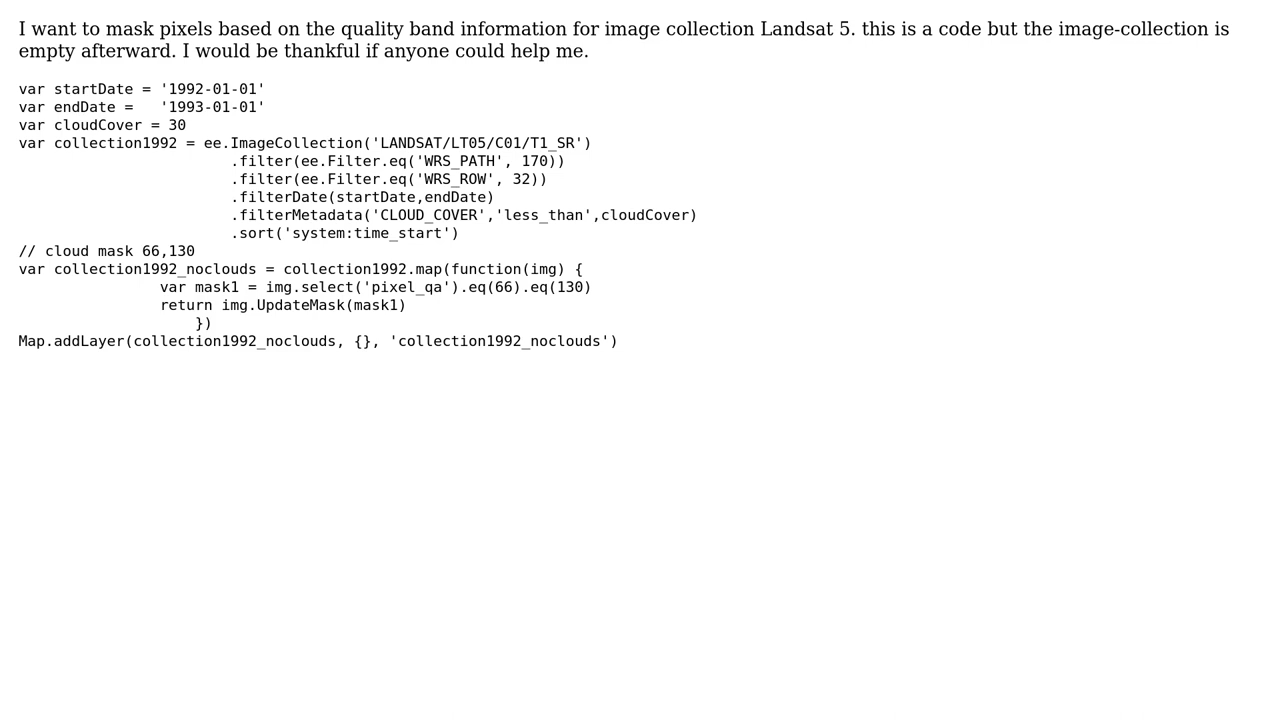 I want to mask pixels based on the quality band information for image collection Landsat 5. this is a code but the image-collection is
empty afterward. I would be thankful if anyone could help me.
var startDate = '1992-01-01'
var endDate =   '1993-01-01'
var cloudCover = 30
var collection1992 = ee.ImageCollection('LANDSAT/LT05/C01/T1_SR')
                        .filter(ee.Filter.eq('WRS_PATH', 170))
                        .filter(ee.Filter.eq('WRS_ROW', 32))
                        .filterDate(startDate,endDate)
                        .filterMetadata('CLOUD_COVER','less_than',cloudCover)
                        .sort('system:time_start')
// cloud mask 66,130
var collection1992_noclouds = collection1992.map(function(img) {
                var mask1 = img.select('pixel_qa').eq(66).eq(130)
                return img.UpdateMask(mask1)
                    })
Map.addLayer(collection1992_noclouds, {}, 'collection1992_noclouds')